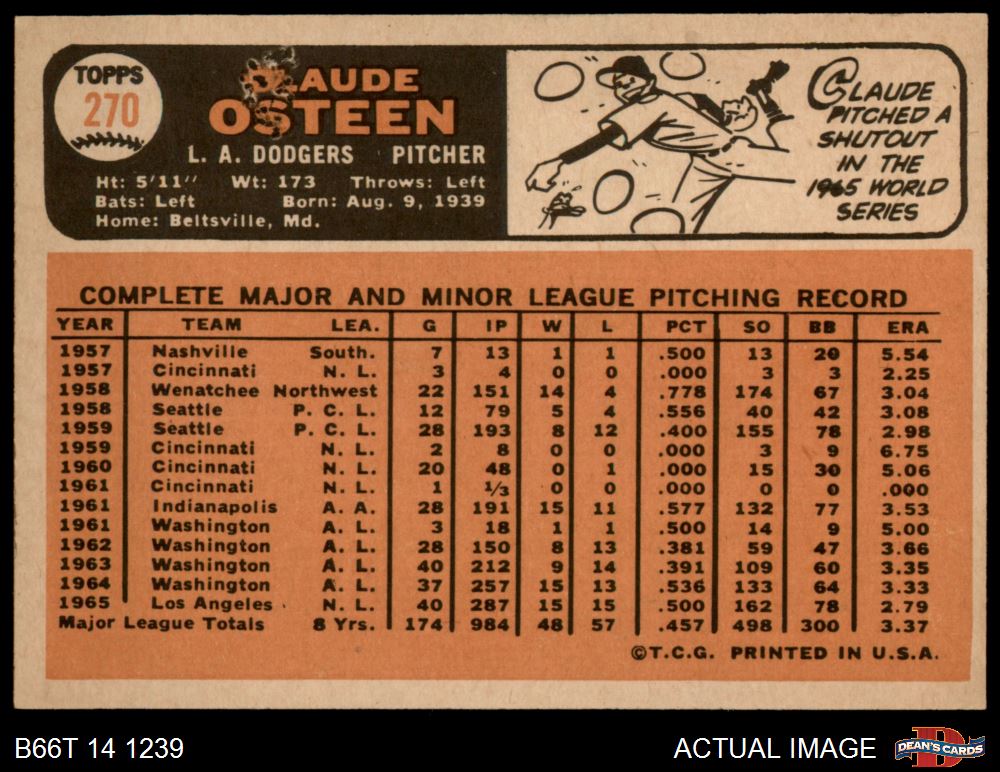 TOPPS
270
CLAUDE
OSTEEN
L. A. DODGERS PITCHER
Ht: 5'11" Wt: 173 Throws: Left
Bats: Left Born: Aug. 9, 1939
Home: Beltsville, Md.
CLAUDE
PITCHED A
SHUTOUT
IN THE
1965 WORLD
SERIES
COMPLETE MAJOR AND MINOR LEAGUE PITCHING RECORD
YEAR TEAM LEA. G IP W L PCT SO BB ERA
1957 Nashville South. 7 13 1 1 .500 13 20 5.54
1957 Cincinnati N. L. 3 4 0 0 .000 3 3 2.25
1958 Wenatchee Northwest 22 151 14 4 .778 174 67 3.04
1958 Seattle P. C. L. 12 79 5 4 .556 40 42 3.08
1959 Seattle P. C. L. 28 193 8 12 .400 155 78 2.98
1959 Cincinnati N. L. 2 8 0 0 .000 3 9 6.75
1960 Cincinnati N. L. 20 48 0 1 .000 15 30 5.06
1961 Cincinnati N. L. 1 1/3 0 0 .000 0 0 .000
1961 Indianapolis A. A. 28 191 15 11 .577 132 77 3.53
1961 Washington A. L. 3 18 1 1 .500 14 9 5.00
1962 Washington A. L. 28 150 8 13 .381 59 47 3.66
1963 Washington A. L. 40 212 9 14 .391 109 60 3.35
1964 Washington A. L. 37 257 15 13 .536 133 64 3.33
1965 Los Angeles N. L. 40 287 15 15 .500 162 78 2.79
Major League Totals 8 Yrs. 174 984 48 57 .457 498 300 3.37
©T.C.G. PRINTED IN U.S.A.
B66T 14 1239
ACTUAL IMAGE
DEAN'S CARDS